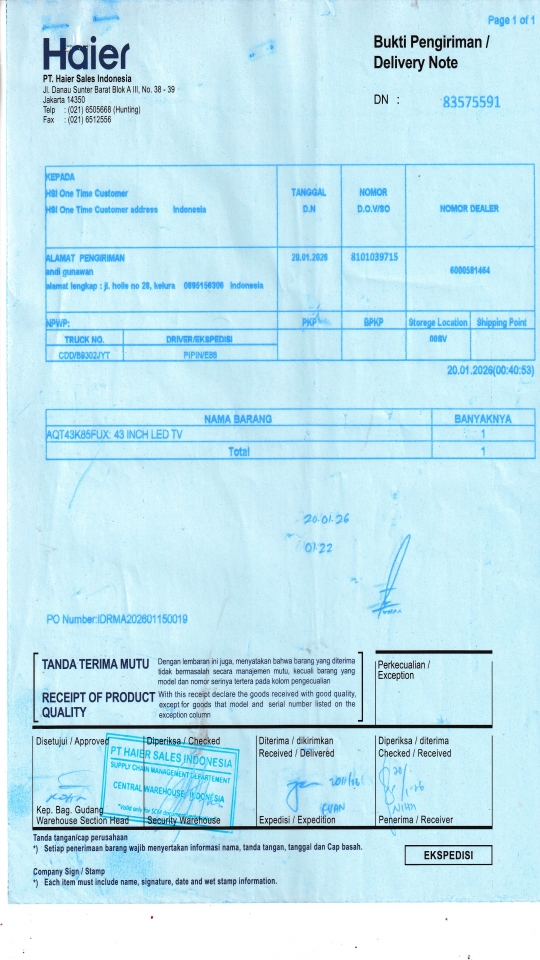 Page 1 of 1
Haier
Bukti Pengiriman /
Delivery Note
PT. Haier Sales Indonesia
Jl. Danau Sunter Barat Blok A III, No. 38 - 39
Jakarta 14350
Telp : (021) 6505668 (Hunting)
Fax : (021) 6512556
DN : 83575591
KEPADA
HSI One Time Customer
HSI One Time Customer address Indonesia
TANGGAL
D.N
NOMOR
D.O.V/SO
NOMOR DEALER
ALAMAT PENGIRIMAN
andi gunawan
alamat lengkap : jl. holis no 28, kelura 0895156306 Indonesia
20.01.2026
8101039715
6000581464
NPWP:
PKP
BPKP
Storege Location
Shipping Point
TRUCK NO.
DRIVER/EKSPEDISI
00SV
CDD/B9302JYT
PIPIN/E86
20.01.2026(00:40:53)
NAMA BARANG
BANYAKNYA
AQT43K85FUX: 43 INCH LED TV
1
Total
1
20.01.26
01.22
PO Number:IDRMA202601150019
TANDA TERIMA MUTU
Dengan lembaran ini juga, menyatakan bahwa barang yang diterima
tidak bermasalah secara manajemen mutu, kecuali barang yang
model dan nomor serinya tertera pada kolom pengecualian
RECEIPT OF PRODUCT
QUALITY
With this receipt declare the goods received with good quality,
except for goods that model and serial number listed on the
exception column
Perkecualian /
Exception
Disetujui / Approved
Diperiksa / Checked
Diterima / dikirimkan
Received / Delivered
Diperiksa / diterima
Checked / Received
PT HAIER SALES INDONESIA
SUPPLY CHAIN MANAGEMENT DEPARTEMENT
CENTRAL WAREHOUSE INDONESIA
Kep. Bag. Gudang
Warehouse Section Head
Security Warehouse
Expedisi / Expedition
Penerima / Receiver
Tanda tangan/cap perusahaan
*) Setiap penerimaan barang wajib menyertakan informasi nama, tanda tangan, tanggal dan Cap basah.
EKSPEDISI
Company Sign / Stamp
*) Each item must include name, signature, date and wet stamp information.